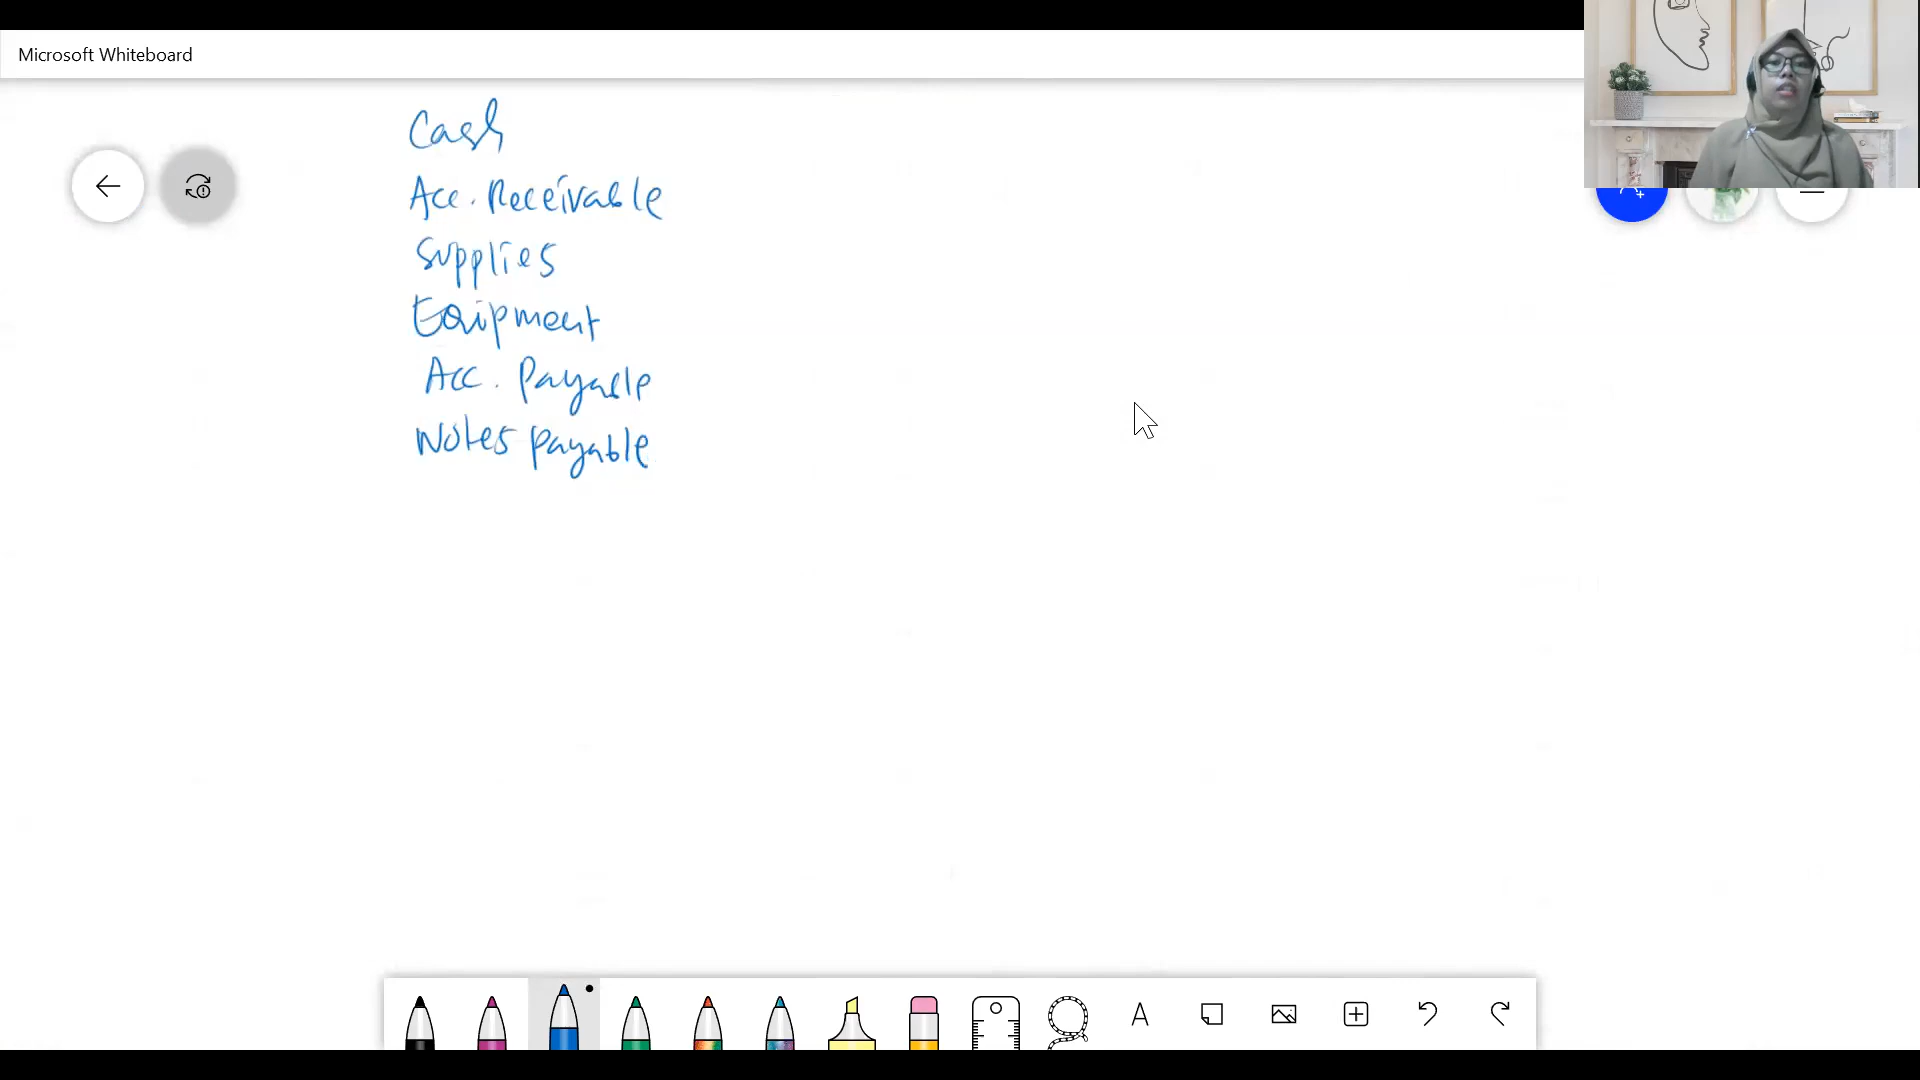 Microsoft Whiteboard
Cash
Acc. Receivable
Supplies
Equipment
Acc. Payable
Notes payable